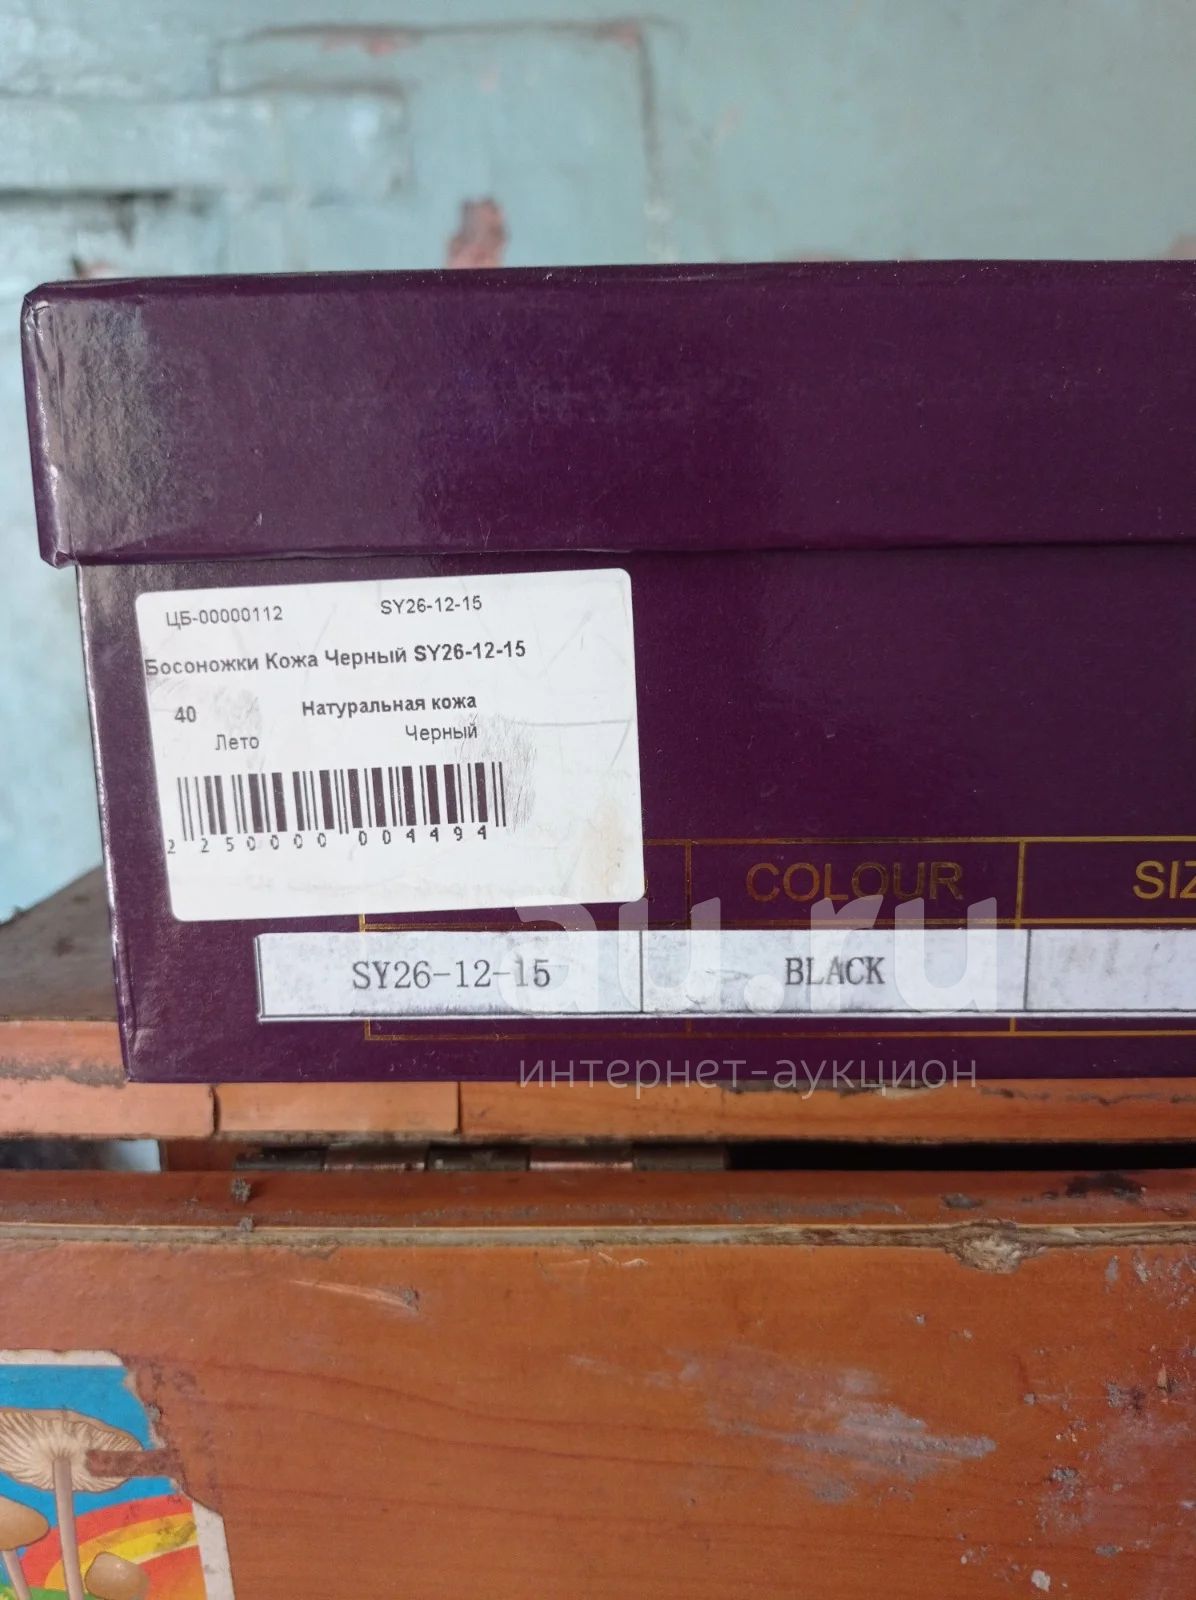 ЦБ-00000112 SY26-12-15
Босоножки Кожа Черный SY26-12-15
40 Натуральная кожа
Лето Черный
2 250000 004494
COLOUR
SY26-12-15 BLACK
au.ru
интернет-аукцион